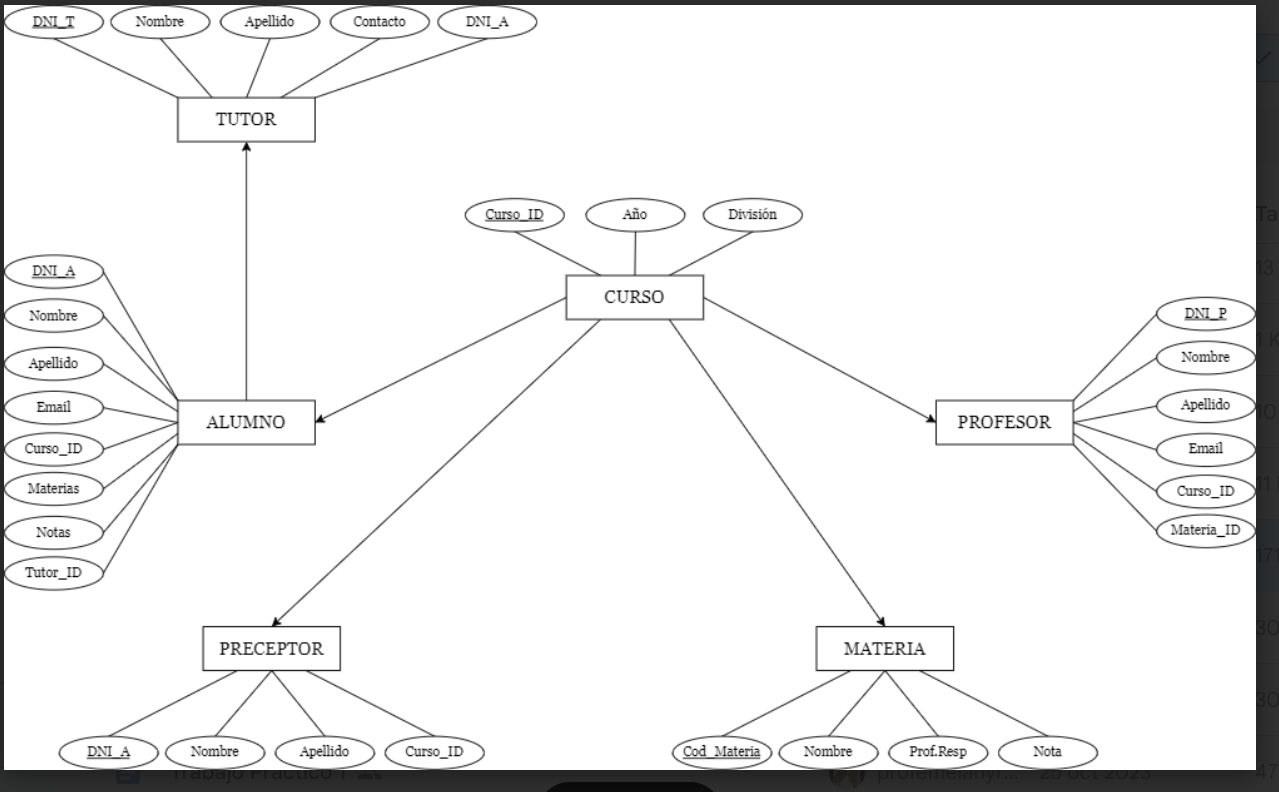 DNI_T
Nombre
Apellido
Contacto
DNI_A
TUTOR
Curso_ID
Año
División
CURSO
DNI_A
Nombre
Apellido
Email
Curso_ID
Materias
Notas
Tutor_ID
ALUMNO
PROFESOR
DNI_P
Nombre
Apellido
Email
Curso_ID
Materia_ID
PRECEPTOR
DNI_A
Nombre
Apellido
Curso_ID
MATERIA
Cod_Materia
Nombre
Prof.Resp
Nota
Trabajo Práctico 1
25 oct 2023